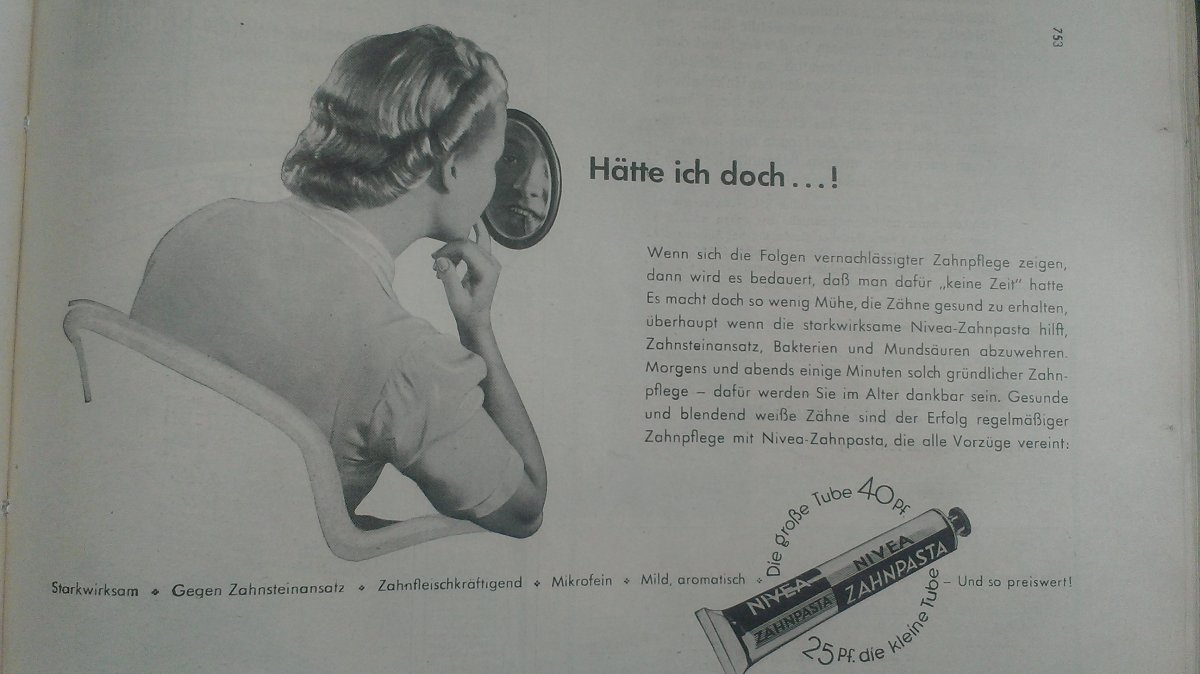 753
Hätte ich doch...!
Wenn sich die Folgen vernachlässigter Zahnpflege zeigen,
dann wird es bedauert, daß man dafür „keine Zeit" hatte
Es macht doch so wenig Mühe, die Zähne gesund zu erhalten,
überhaupt wenn die starkwirksame Nivea-Zahnpasta hilft,
Zahnsteinansatz, Bakterien und Mundsäuren abzuwehren.
Morgens und abends einige Minuten solch gründlicher Zahn-
pflege – dafür werden Sie im Alter dankbar sein. Gesunde
und blendend weiße Zähne sind der Erfolg regelmäßiger
Zahnpflege mit Nivea-Zahnpasta, die alle Vorzüge vereint:
Starkwirksam ❖ Gegen Zahnsteinansatz ❖ Zahnfleischkräftigend ❖ Mikrofein ❖ Mild, aromatisch ❖
Die große Tube 40 Pf.
NIVEA
ZAHNPASTA
NIVEA
ZAHNPASTA
25 Pf. die kleine Tube
– Und so preiswert!